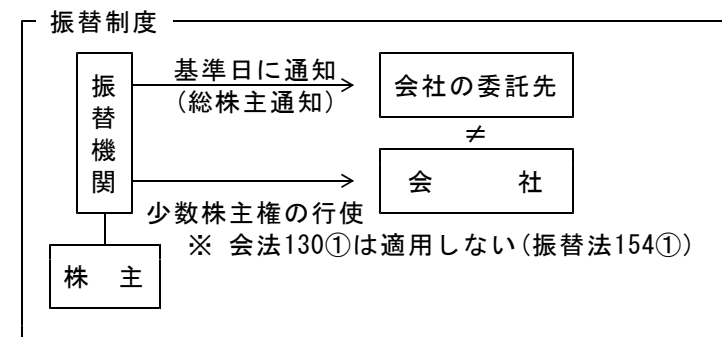 振替制度
振替機関
基準日に通知
(総株主通知)
会社の委託先
≠
会　　社
少数株主権の行使
※ 会法130①は適用しない(振替法154①)
株　主